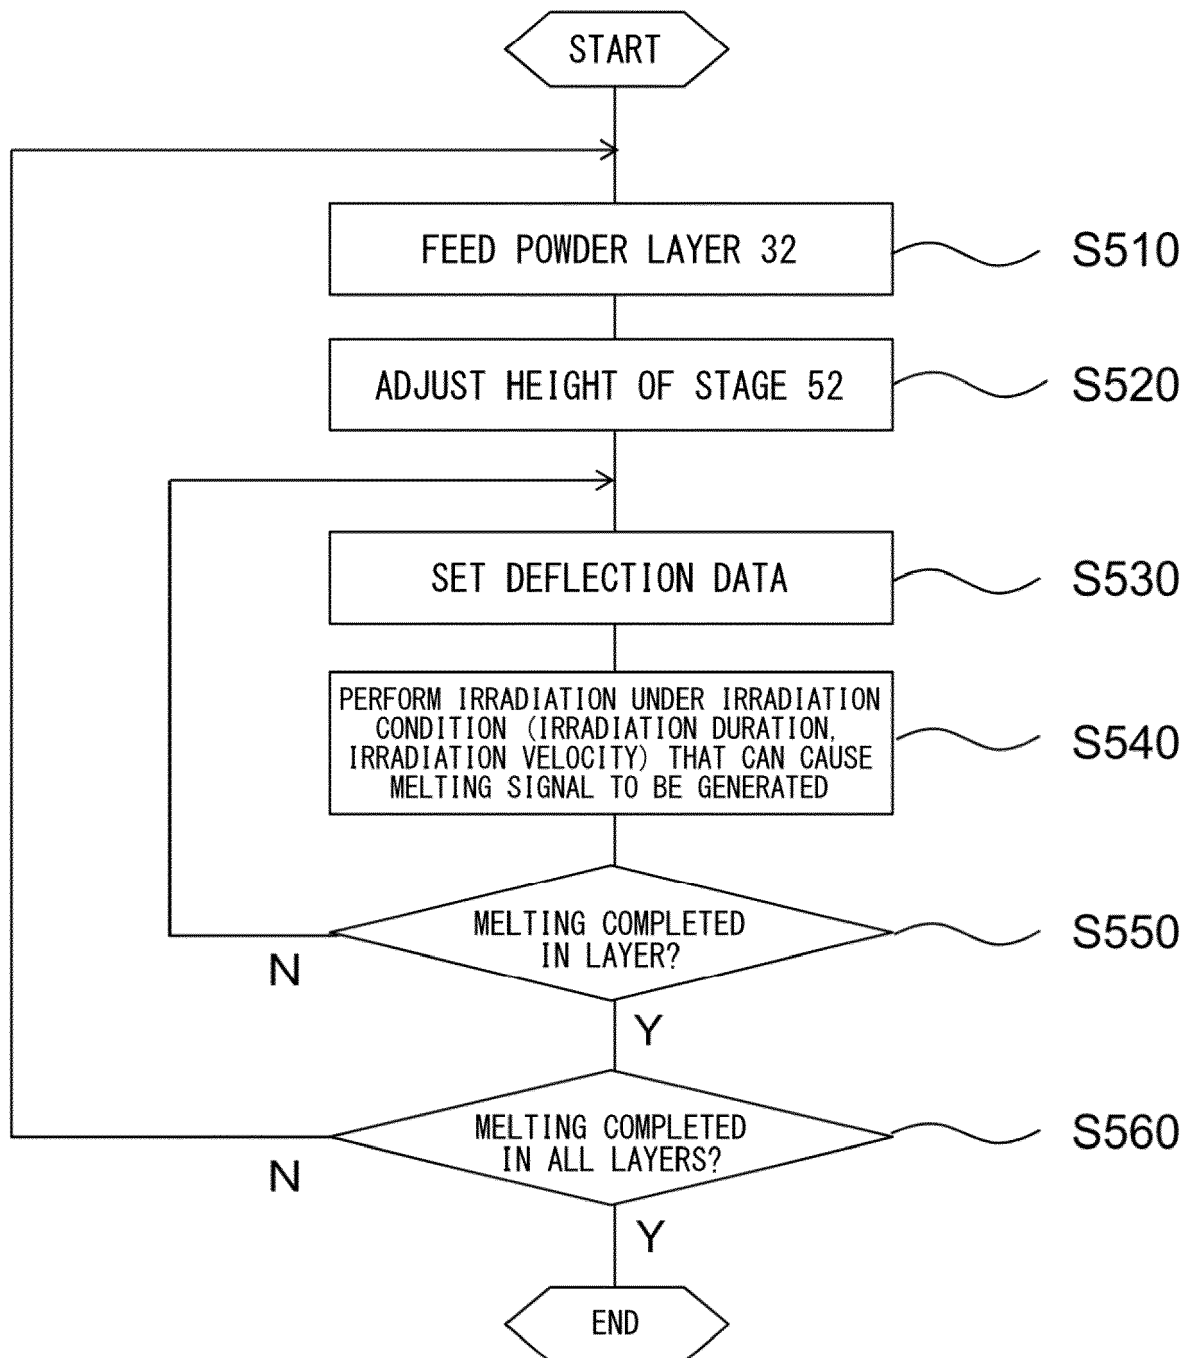 START
FEED POWDER LAYER 32
S510
ADJUST HEIGHT OF STAGE 52
S520
SET DEFLECTION DATA
S530
PERFORM IRRADIATION UNDER IRRADIATION
CONDITION (IRRADIATION DURATION,
IRRADIATION VELOCITY) THAT CAN CAUSE
MELTING SIGNAL TO BE GENERATED
S540
MELTING COMPLETED
IN LAYER?
S550
N
Y
MELTING COMPLETED
IN ALL LAYERS?
S560
N
Y
END